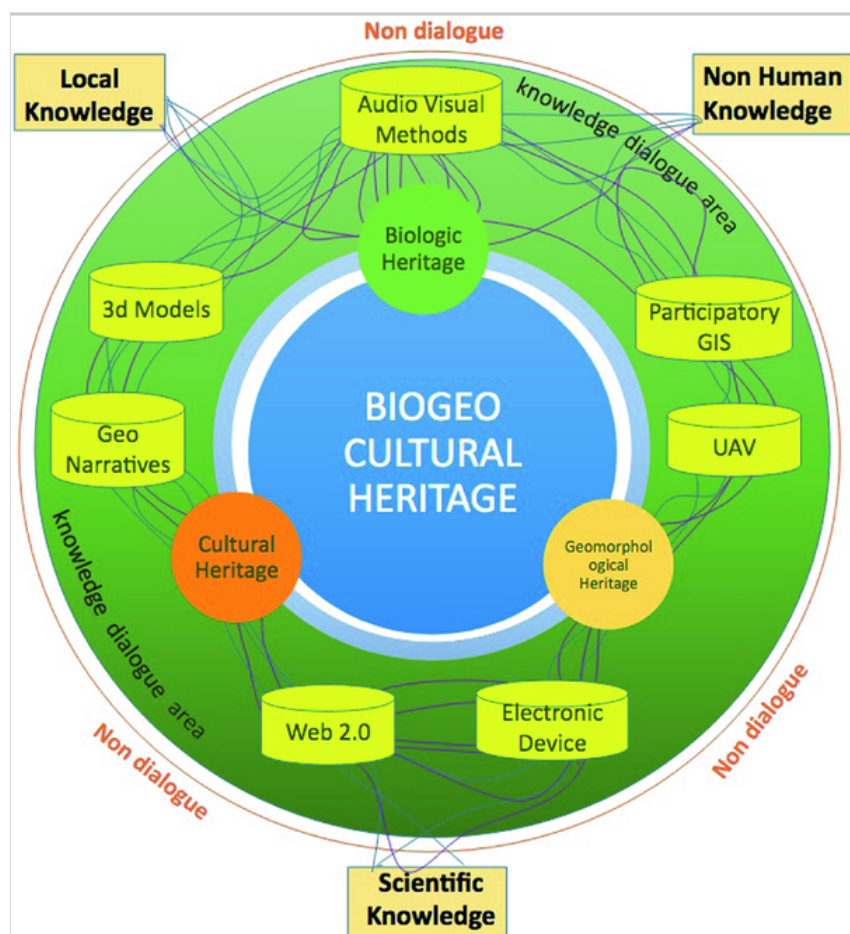 Non dialogue
Local
Knowledge
Non Human
Knowledge
Audio Visual
Methods
knowledge dialogue area
Biologic
Heritage
3d Models
Participatory
GIS
BIOGEO
CULTURAL
HERITAGE
Geo
Narratives
UAV
Cultural
Heritage
Geomorphol
ogical
Heritage
knowledge dialogue area
Web 2.0
Electronic
Device
Non dialogue
Non dialogue
Scientific
Knowledge